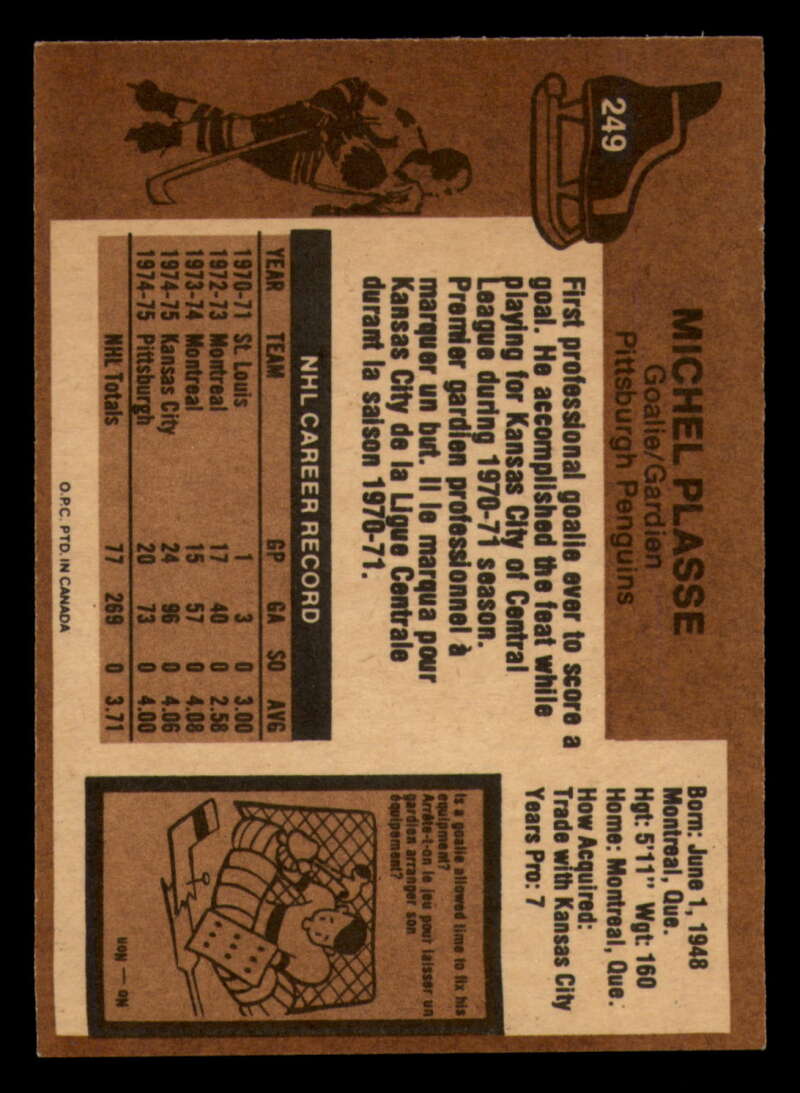 249
MICHEL PLASSE
Goalie/Gardien
Pittsburgh Penguins
Born: June 1, 1948
Montreal, Que.
Hgt: 5'11" Wgt: 160
Home: Montreal, Que.
How Acquired:
Trade with Kansas City
Years Pro: 7
First professional goalie ever to score a
goal. He accomplished the feat while
playing for Kansas City of Central
League during 1970-71 season.
Premier gardien professionnel à
marquer un but. Il le marqua pour
Kansas City de la Ligue Centrale
durant la saison 1970-71.
NHL CAREER RECORD
YEAR TEAM GP GA SO AVG
1970-71 St. Louis 1 3 0 3.00
1972-73 Montreal 17 40 0 2.58
1973-74 Montreal 15 57 0 4.08
1974-75 Kansas City 24 96 0 4.06
1974-75 Pittsburgh 20 73 0 4.00
NHL Totals 77 269 0 3.71
Is a goalie allowed time to fix his
equipment?
Arrête-t-on le jeu pour laisser un
gardien arranger son
équipement?
No — Non
O.P.C. PTD. IN CANADA